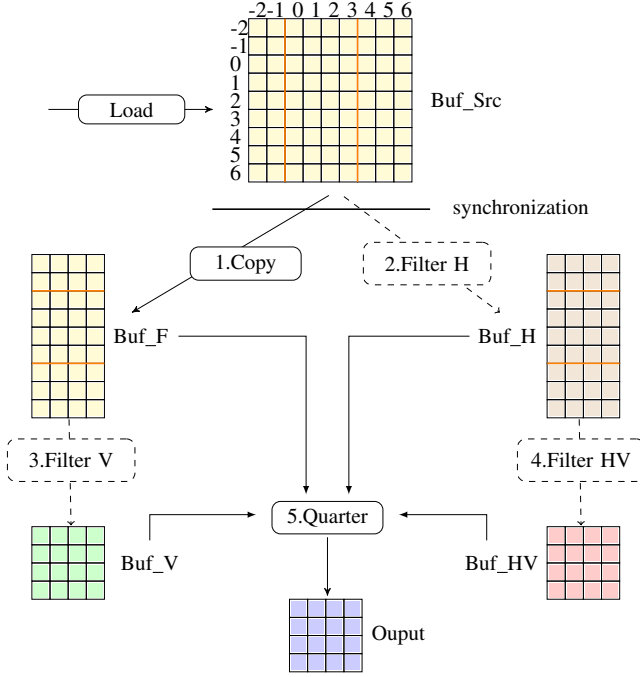 -2-1 0 1 2 3 4 5 6
-2
-1
0
1
2
3
4
5
6
Load
Buf_Src
synchronization
1.Copy
2.Filter H
Buf_F
Buf_H
3.Filter V
4.Filter HV
5.Quarter
Buf_V
Buf_HV
Ouput